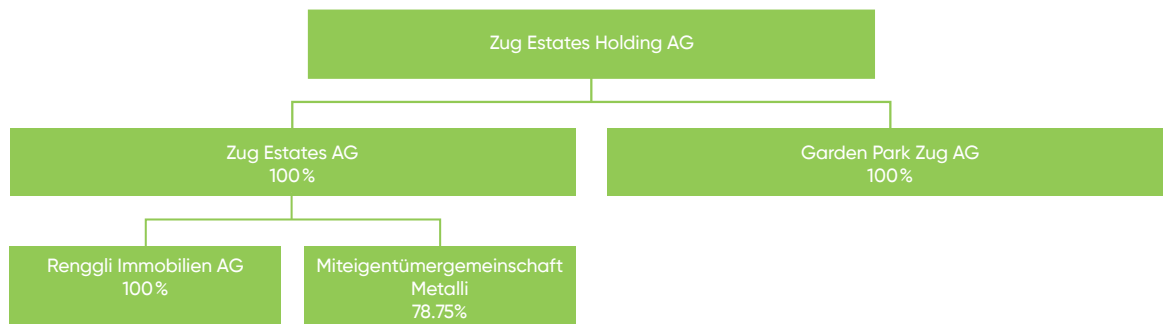 Zug Estates Holding AG
Zug Estates AG
100%
Garden Park Zug AG
100%
Renggli Immobilien AG
100%
Miteigentümergemeinschaft
Metalli
78.75%